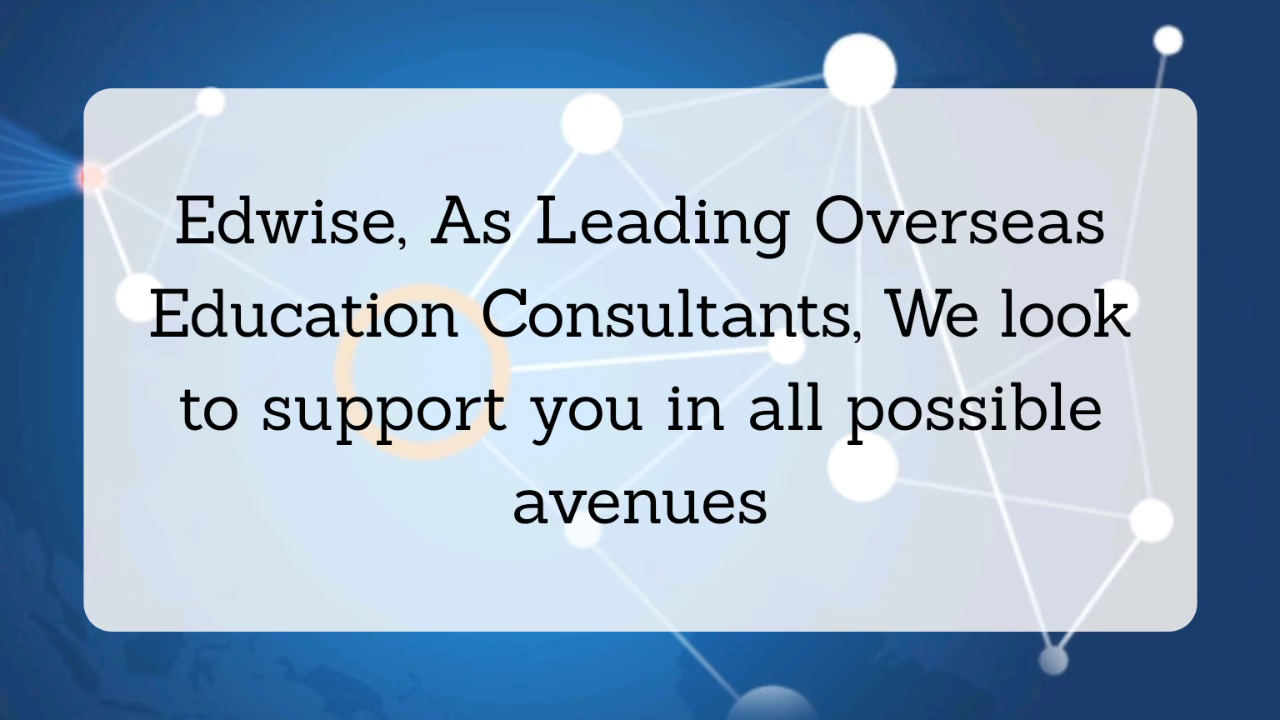 Edwise, As Leading Overseas
Education Consultants, We look
to support you in all possible
avenues